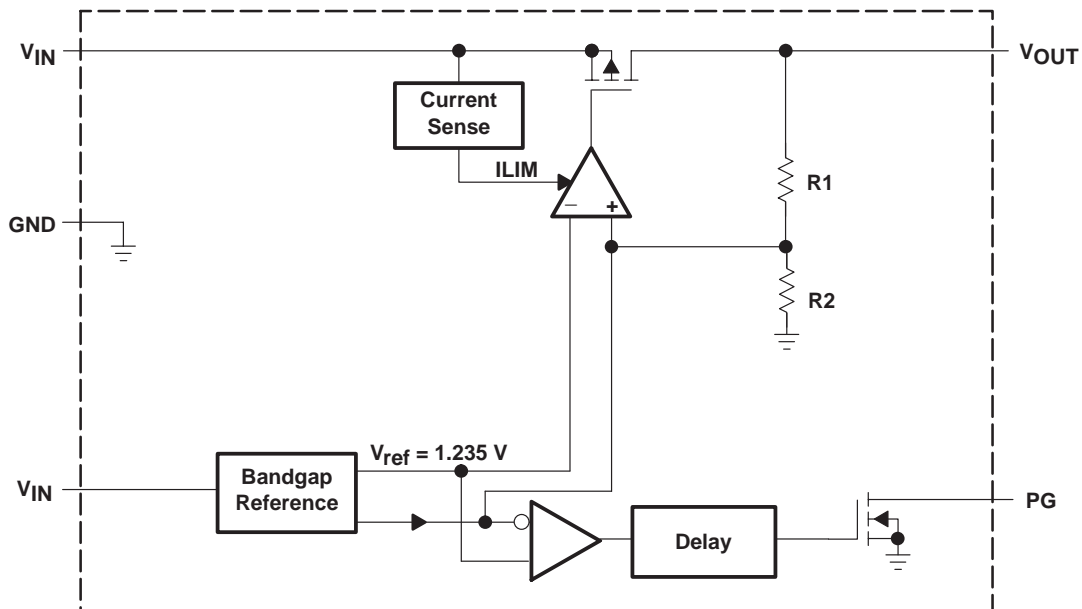 VIN
VOUT
Current
Sense
ILIM
R1
– +
GND
R2
Vref = 1.235 V
VIN
Bandgap
Reference
PG
Delay